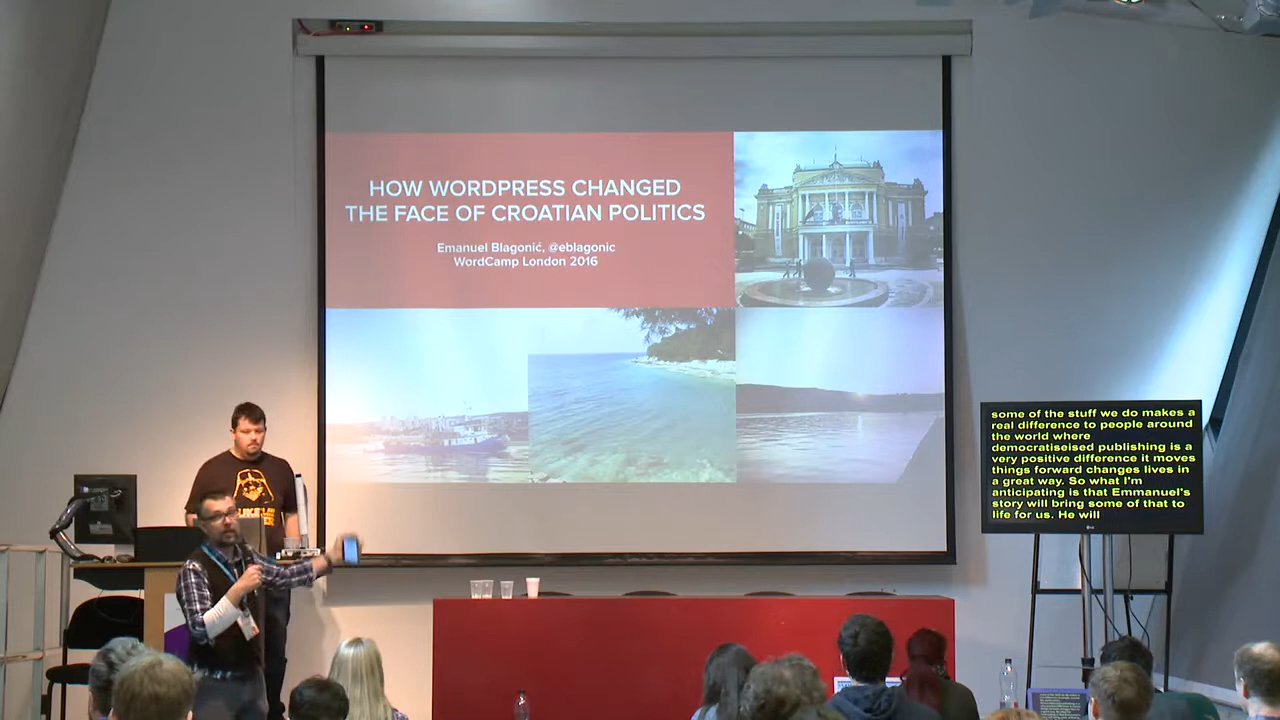 HOW WORDPRESS CHANGED
THE FACE OF CROATIAN POLITICS
Emanuel Blagonić, @eblagonic
WordCamp London 2016
some of the stuff we do makes a
real difference to people around
the world where
democratiseised publishing is a
very positive difference it moves
things forward changes lives in
a great way. So what I'm
anticipating is that Emmanuel's
story will bring some of that to
life for us. He will